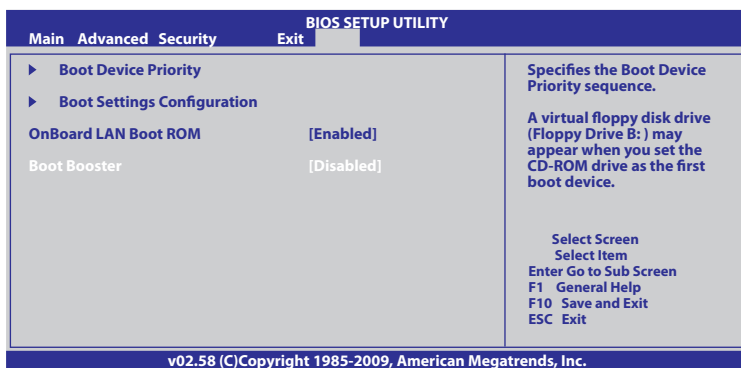 BIOS SETUP UTILITY
Main Advanced Security Exit
Boot Device Priority
Boot Settings Configuration
OnBoard LAN Boot ROM [Enabled]
Boot Booster [Disabled]
Specifies the Boot Device
Priority sequence.
A virtual floppy disk drive
(Floppy Drive B: ) may
appear when you set the
CD-ROM drive as the first
boot device.
Select Screen
Select Item
Enter Go to Sub Screen
F1 General Help
F10 Save and Exit
ESC Exit
v02.58 (C)Copyright 1985-2009, American Megatrends, Inc.